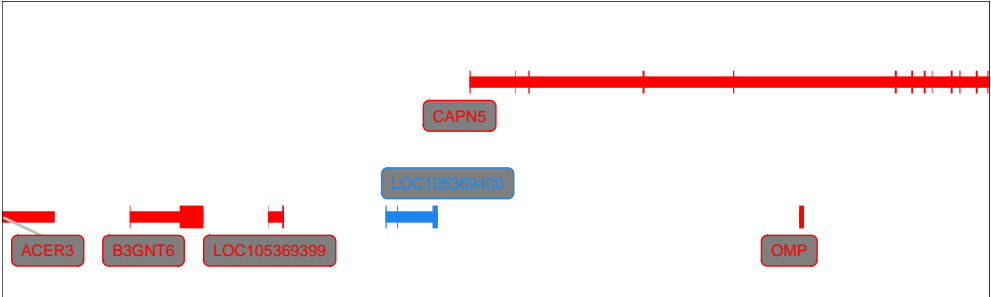 CAPN5
LOC105369400
ACER3
B3GNT6
LOC105369399
OMP